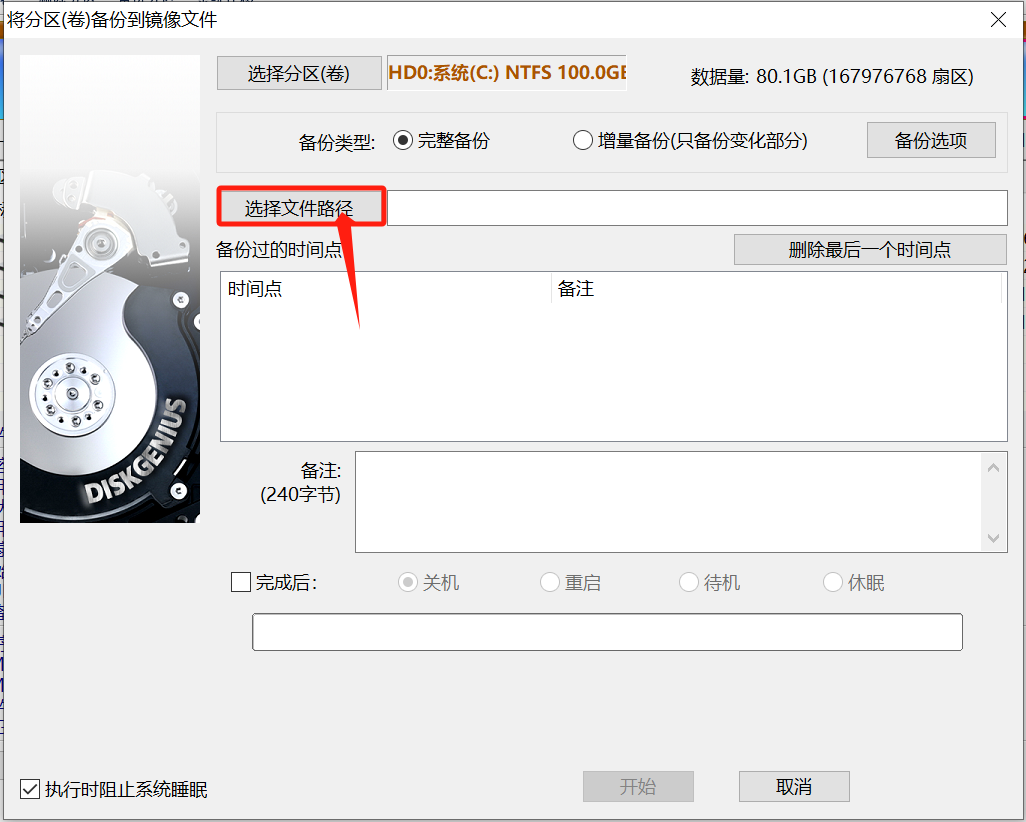 将分区(卷)备份到镜像文件
选择分区(卷) HD0:系统(C:) NTFS 100.0GB 数据量: 80.1GB (167976768 扇区)
备份类型: 完整备份 增量备份(只备份变化部分) 备份选项
选择文件路径
备份过的时间点 删除最后一个时间点
时间点 备注
备注:
(240字节)
DISKGENIUS
完成后: 关机 重启 待机 休眠
执行时阻止系统睡眠 开始 取消